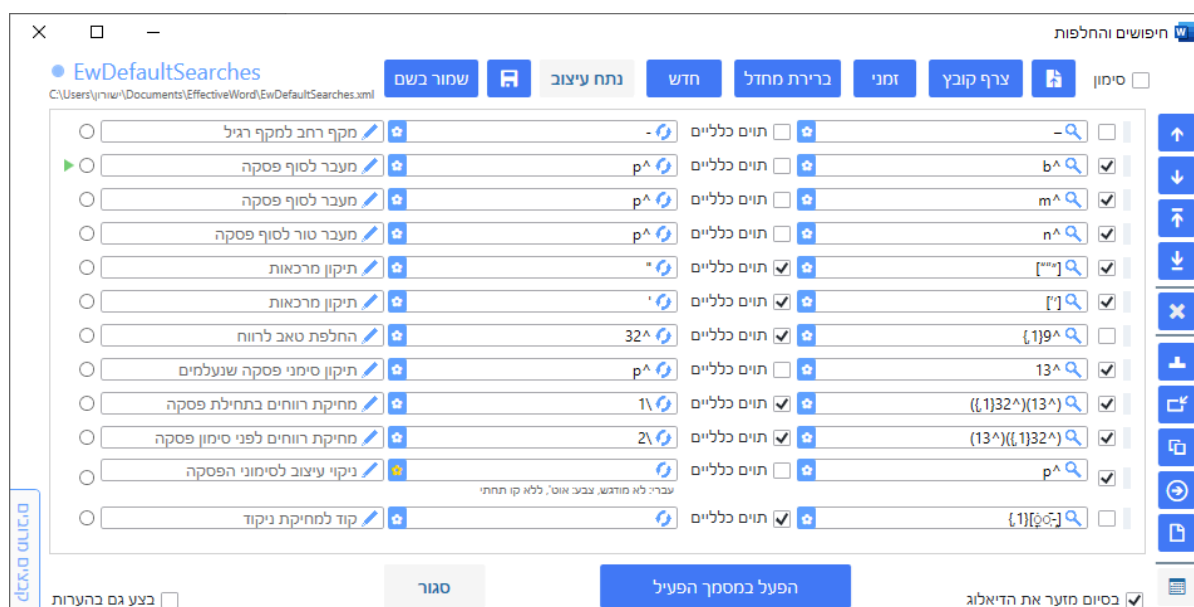 חיפושים והחלפות
סימון
צרף קובץ
זמני
ברירת מחדל
חדש
נתח עיצוב
שמור בשם
EwDefaultSearches
C:\Users\ישורון\Documents\EffectiveWord\EwDefaultSearches.xml
– תוים כלליים - מקף רחב למקף רגיל
^b תוים כלליים ^p מעבר לסוף פסקה
^m תוים כלליים ^p מעבר לסוף פסקה
^n תוים כלליים ^p מעבר טור לסוף פסקה
[“”"״] תוים כלליים " תיקון מרכאות
['׳] תוים כלליים ' תיקון מרכאות
^9{1,} תוים כלליים ^32 החלפת טאב לרווח
^13 תוים כלליים ^p תיקון סימני פסקה שנעלמים
(^13)(^32{1,}) תוים כלליים \1 מחיקת רווחים בתחילת פסקה
(^32{1,})(^13) תוים כלליים \2 מחיקת רווחים לפני סימון פסקה
^p תוים כלליים ניקוי עיצוב לסימוני הפסקה
עברי: לא מודגש, צבע: אוט', ללא קו תחתי
תוים כלליים קוד למחיקת ניקוד
קבצים מרובים
הפעל במסמך הפעיל
סגור
בסיום מזער את הדיאלוג
בצע גם בהערות